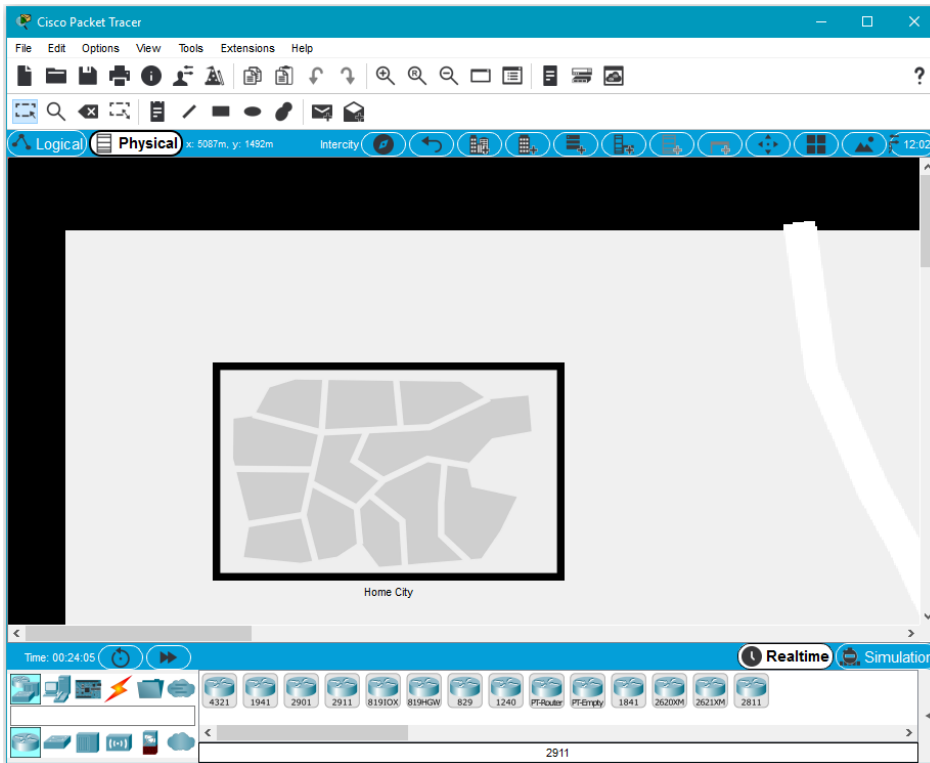 Cisco Packet Tracer
File Edit Options View Tools Extensions Help
Logical Physical x: 5087m, y: 1492m Intercity 12:02
Home City
Time: 00:24:05 Realtime Simulation
4321 1941 2901 2911 819IOX 819HGW 829 1240 PT-Router PT-Empty 1841 2620XM 2621XM 2811
2911